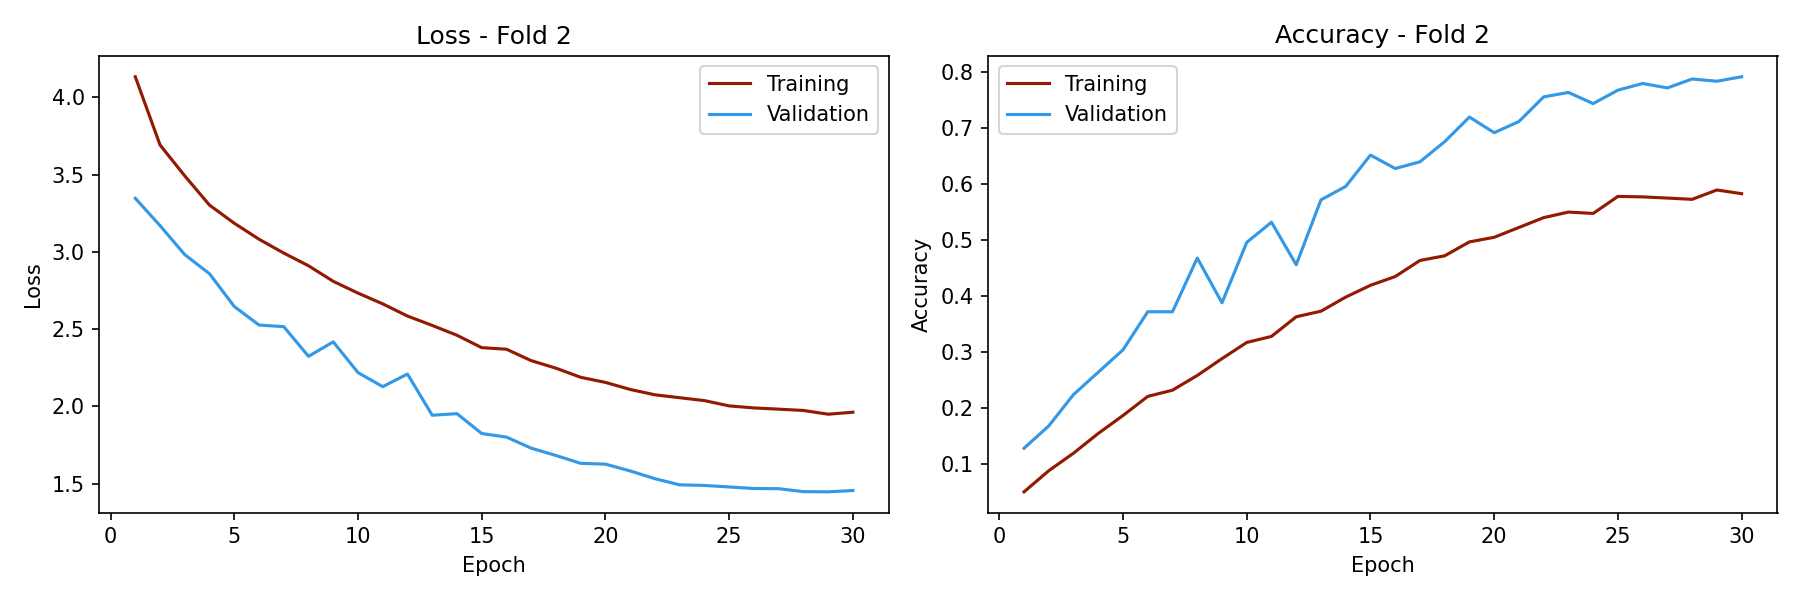 Loss - Fold 2
Training
Validation
Loss
4.0
3.5
3.0
2.5
2.0
1.5
0 5 10 15 20 25 30
Epoch
Accuracy - Fold 2
Training
Validation
Accuracy
0.8
0.7
0.6
0.5
0.4
0.3
0.2
0.1
0 5 10 15 20 25 30
Epoch